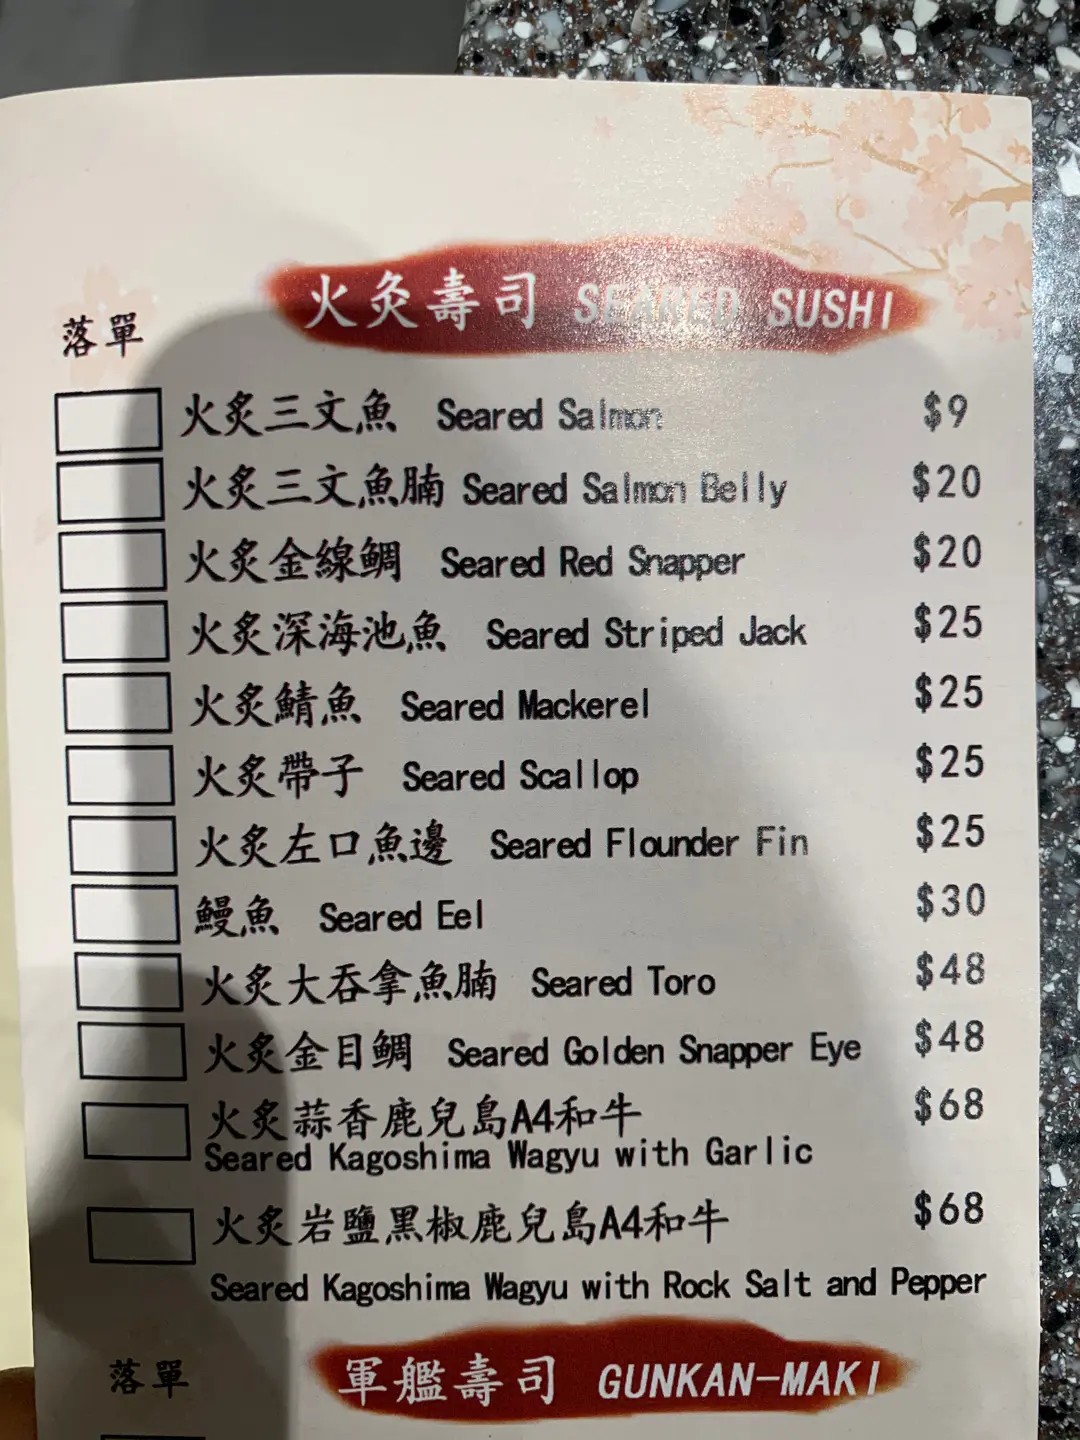 火灸壽司 SEARED SUSHI
落單
火炙三文魚 Seared Salmon $9
火炙三文魚腩 Seared Salmon Belly $20
火炙金線鯛 Seared Red Snapper $20
火炙深海池魚 Seared Striped Jack $25
火炙鯖魚 Seared Mackerel $25
火炙帶子 Seared Scallop $25
火炙左口魚邊 Seared Flounder Fin $25
鰻魚 Seared Eel $30
火炙大吞拿魚腩 Seared Toro $48
火炙金目鯛 Seared Golden Snapper Eye $48
火炙蒜香鹿兒島A4和牛 $68
Seared Kagoshima Wagyu with Garlic
火炙岩鹽黑椒鹿兒島A4和牛 $68
Seared Kagoshima Wagyu with Rock Salt and Pepper
落單 軍艦壽司 GUNKAN-MAKI